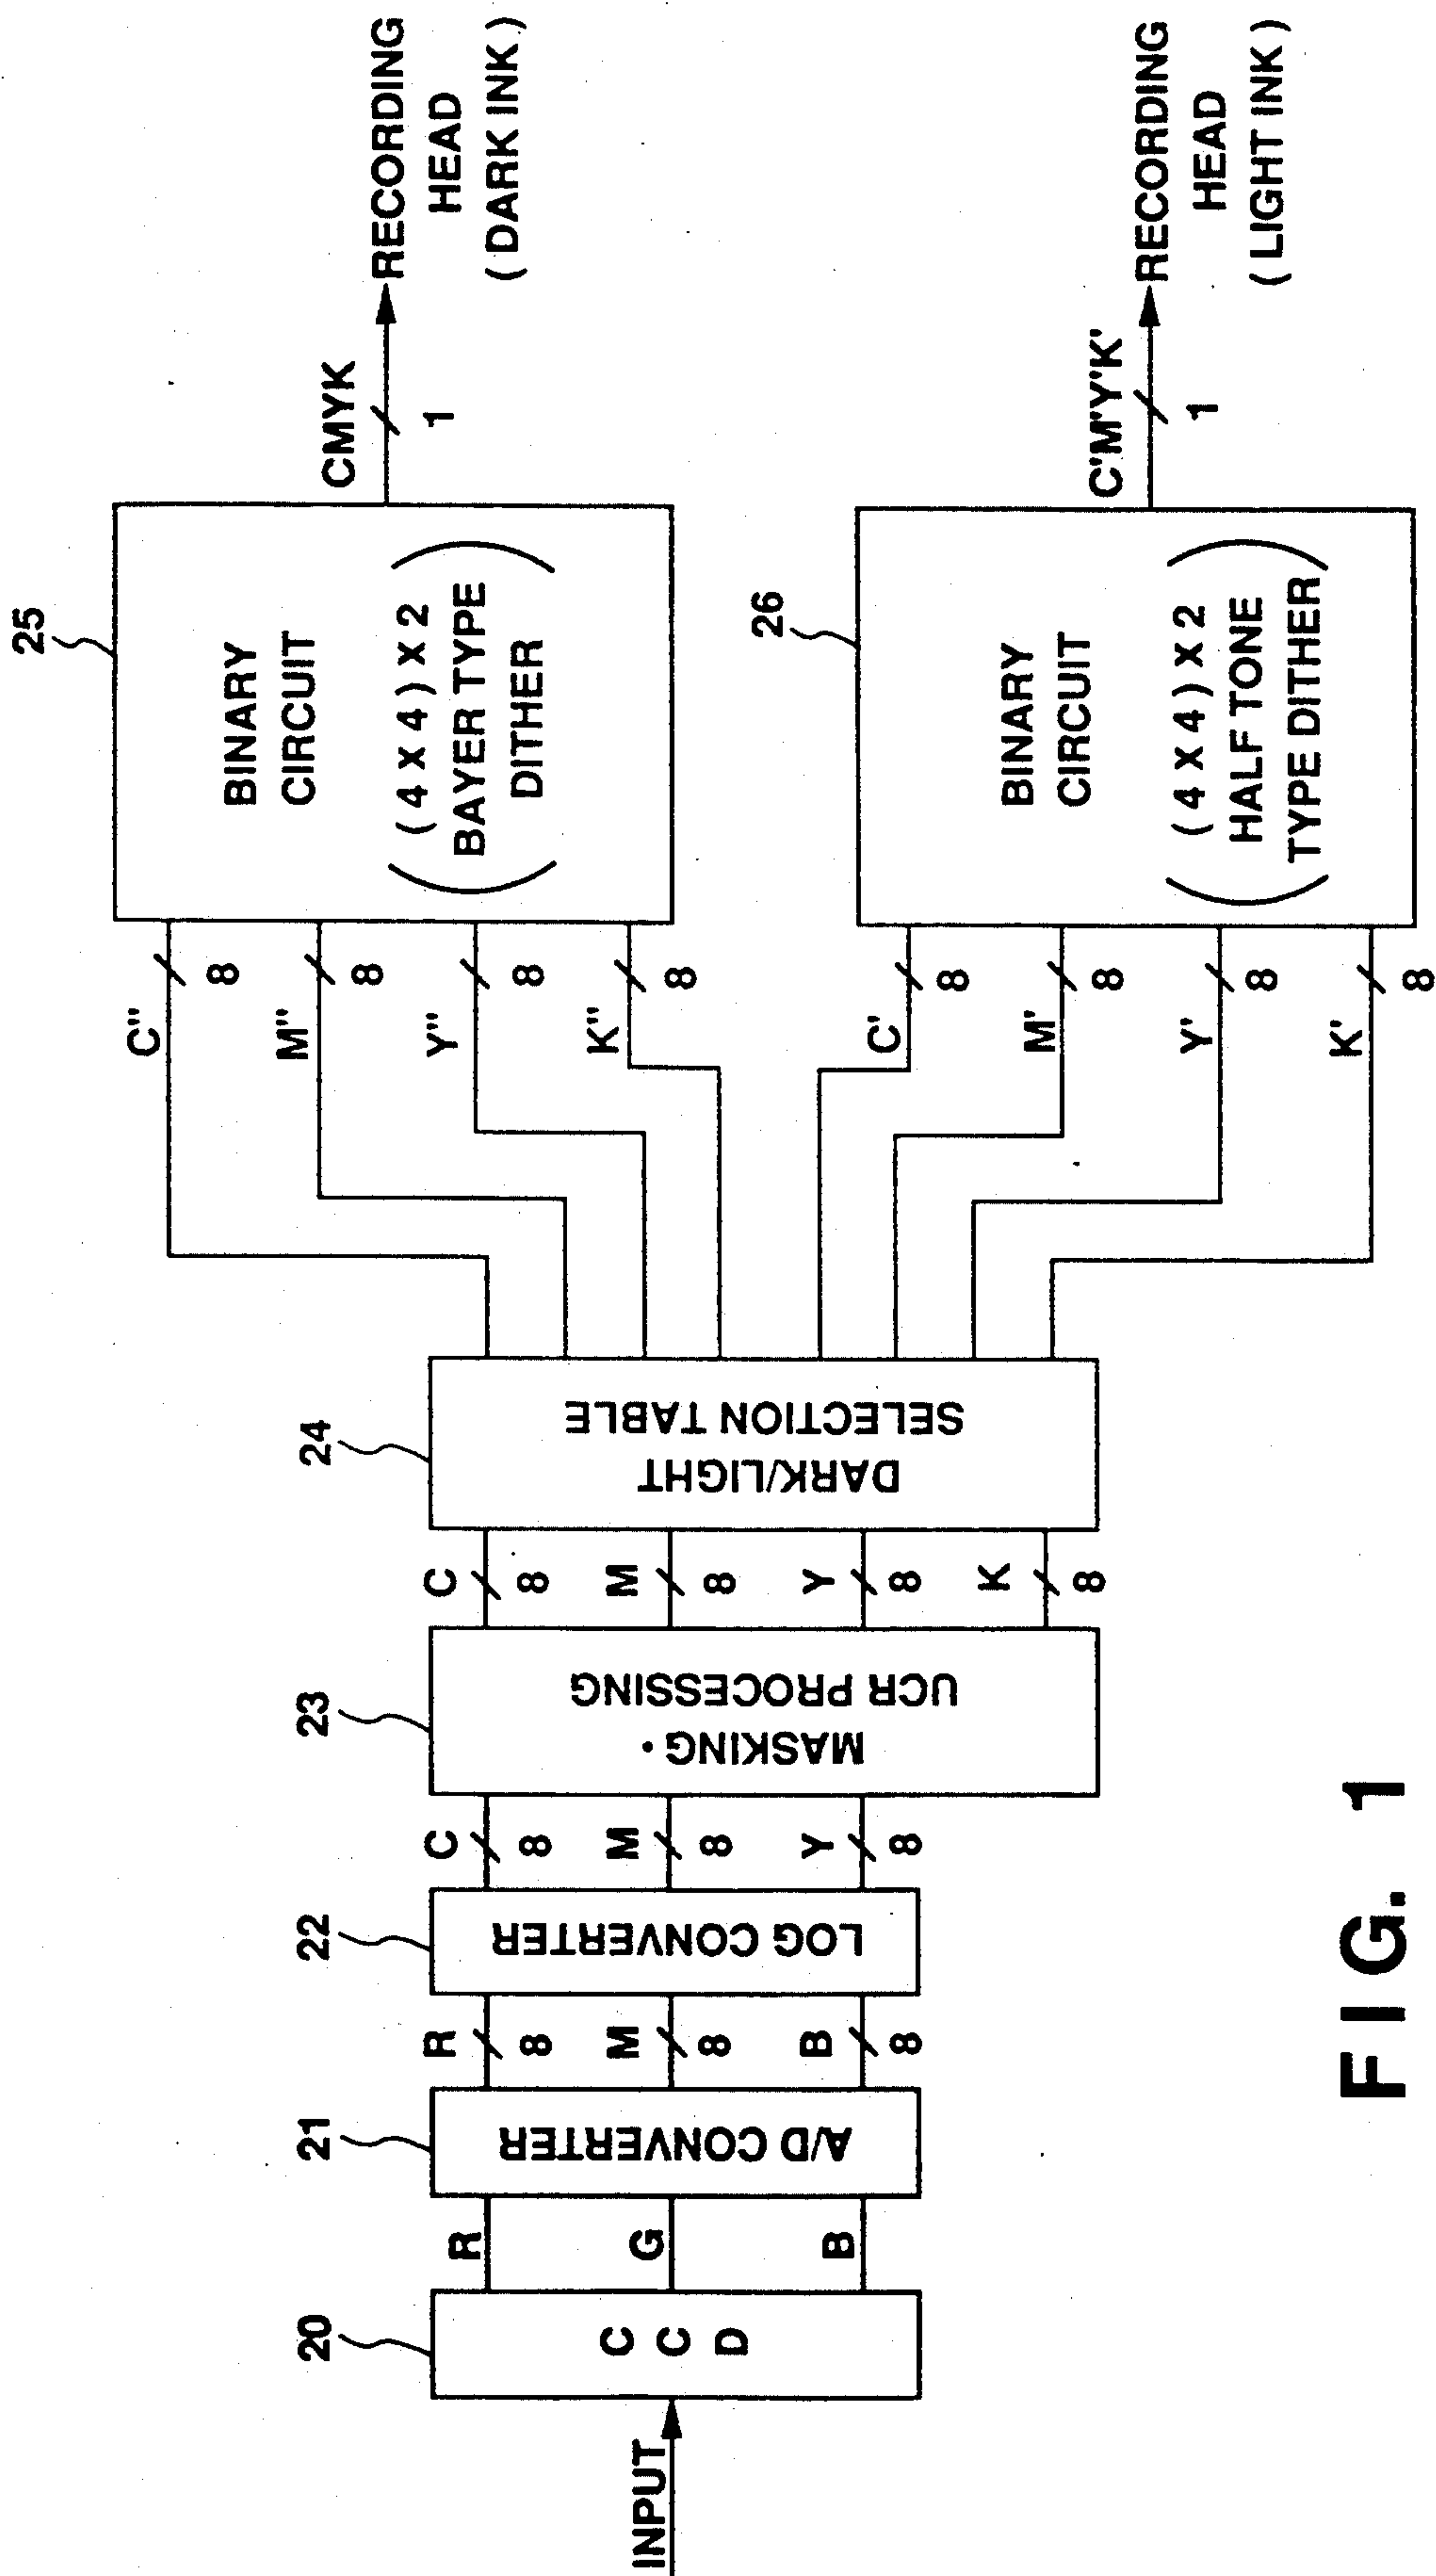 INPUT
20
C
C
D
R
G
B
21
A/D CONVERTER
R
8
M
8
B
8
22
LOG CONVERTER
C
8
M
8
Y
8
23
MASKING·
UCR PROCESSING
C
8
M
8
Y
8
K
8
24
DARK/LIGHT
SELECTION TABLE
C"
8
M"
8
Y"
8
K"
8
C'
8
M'
8
Y'
8
K'
8
25
BINARY
CIRCUIT
( 4 X 4 ) X 2
BAYER TYPE
DITHER
CMYK
1
RECORDING
HEAD
( DARK INK )
26
BINARY
CIRCUIT
( 4 X 4 ) X 2
HALF TONE
TYPE DITHER
C'M'Y'K'
1
RECORDING
HEAD
( LIGHT INK )
FIG. 1